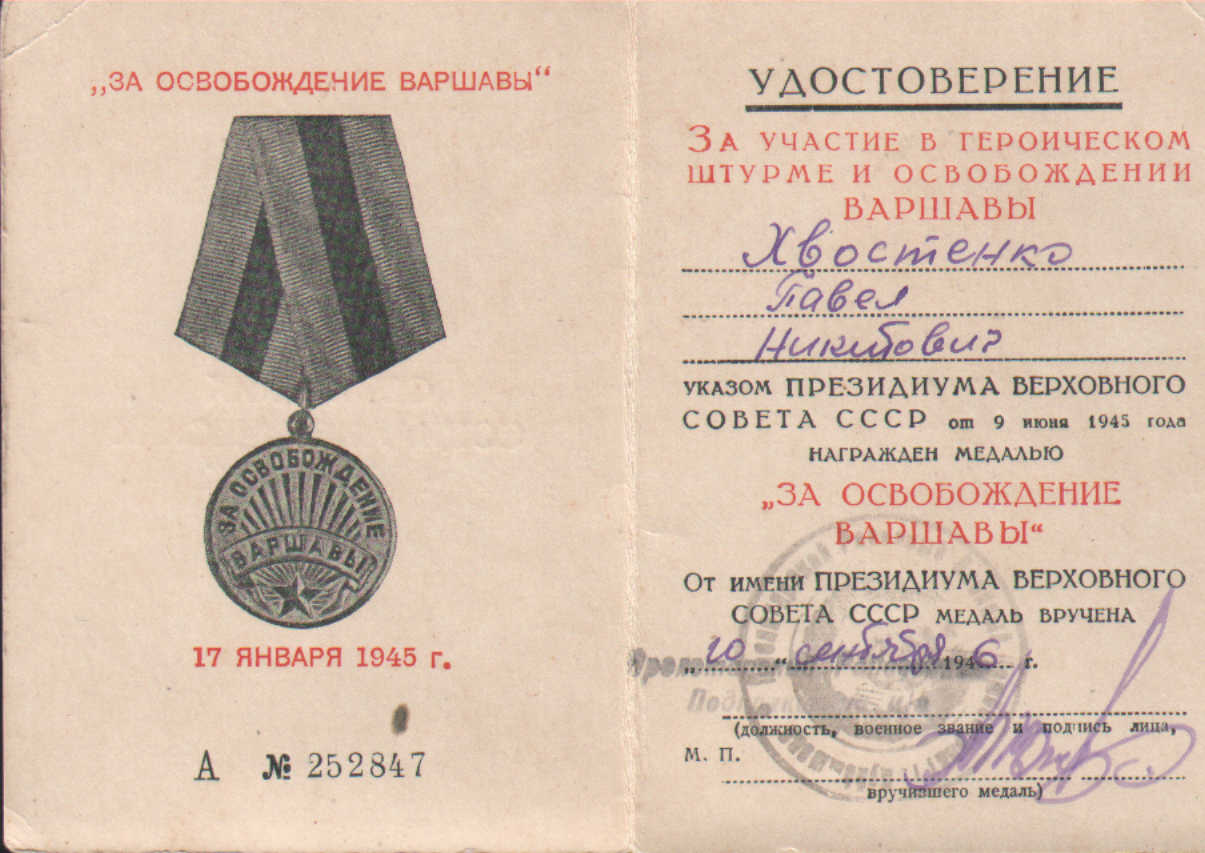 „ЗА ОСВОБОЖДЕНИЕ ВАРШАВЫ“
ЗА ОСВОБОЖДЕНИЕ
ВАРШАВЫ
17 ЯНВАРЯ 1945 г.
А № 252847
УДОСТОВЕРЕНИЕ
ЗА УЧАСТИЕ В ГЕРОИЧЕСКОМ
ШТУРМЕ И ОСВОБОЖДЕНИИ
ВАРШАВЫ
Хвостенко
Павел
Никитович
УКАЗОМ ПРЕЗИДИУМА ВЕРХОВНОГО
СОВЕТА СССР от 9 июня 1945 года
НАГРАЖДЕН МЕДАЛЬЮ
„ЗА ОСВОБОЖДЕНИЕ
ВАРШАВЫ“
ОТ ИМЕНИ ПРЕЗИДИУМА ВЕРХОВНОГО
СОВЕТА СССР МЕДАЛЬ ВРУЧЕНА
„20“ сентября 1946 г.
(должность, военное звание и подпись лица,
М. П.
вручившего медаль)